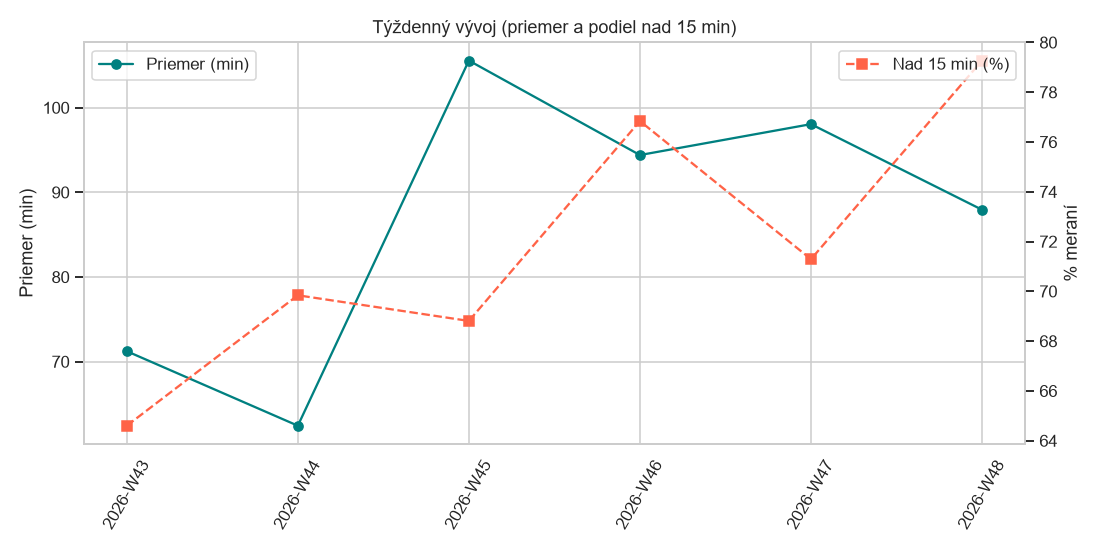 Týždenný vývoj (priemer a podiel nad 15 min)
Priemer (min)
Nad 15 min (%)
Priemer (min)
100
90
80
70
% meraní
80
78
76
74
72
70
68
66
64
2026-W43
2026-W44
2026-W45
2026-W46
2026-W47
2026-W48